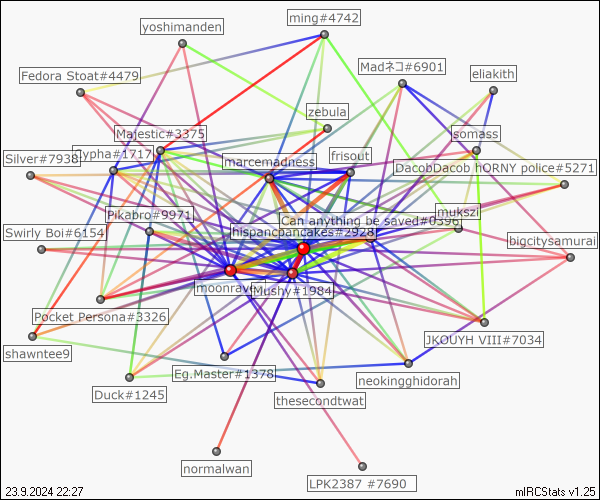 ming#4742
yoshimanden
Madネコ#6901
Fedora Stoat#4479
eliakith
zebula
Majestic#3375
somass
Silver#7938
Cypha#1717
marcemadness
frisout
DacobDacob hORNY police#5271
Pikabro#9971
Can anything be saved#0396
mukszi
Swirly Boi#6154
hispancpancakes#2928
bigcitysamurai
Mushy#1984
Pocket Persona#3326
JKOUYH VIII#7034
shawntee9
Eg.Master#1378
neokingghidorah
Duck#1245
thesecondtwat
normalwan
LPK2387 #7690
23.9.2024 22:27
mIRCStats v1.25